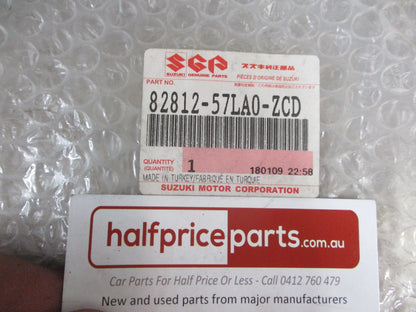 SGP スズキ純正部品
SUZUKI GENUINE PARTS PIÈCES D'ORIGINE DE SUZUKI
PART NO.
82812-57LA0-ZCD
QUANTITY
(QUANTITÉ) 1 180109 22:58
MADE IN TURKEY/FABRIQUÉ EN TURQUIE
SUZUKI MOTOR CORPORATION
halfpriceparts.com.au
Car Parts For Half Price Or Less - Call 0412 760 479
New and used parts from major manufacturers